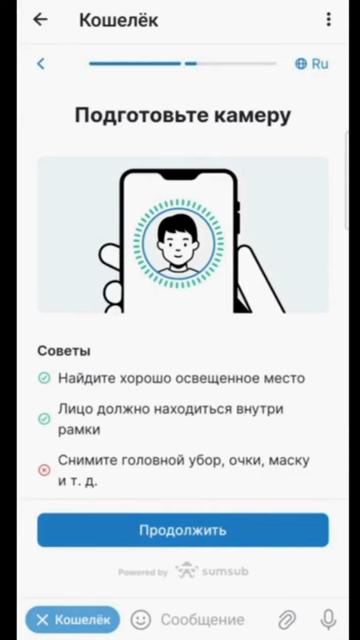 Кошелёк
Ru
Подготовьте камеру
Советы
Найдите хорошо освещенное место
Лицо должно находиться внутри
рамки
Снимите головной убор, очки, маску
и т. д.
Продолжить
Powered by sumsub
Кошелёк Сообщение